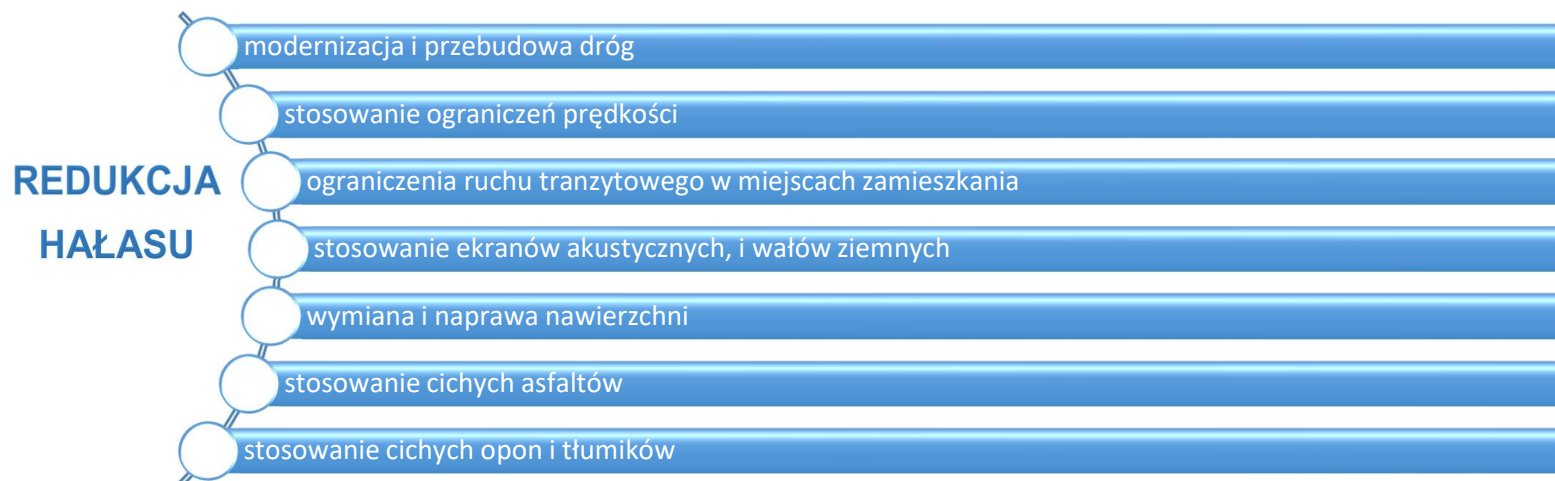 REDUKCJA
HAŁASU
modernizacja i przebudowa dróg
stosowanie ograniczeń prędkości
ograniczenia ruchu tranzytowego w miejscach zamieszkania
stosowanie ekranów akustycznych, i wałów ziemnych
wymiana i naprawa nawierzchni
stosowanie cichych asfaltów
stosowanie cichych opon i tłumików